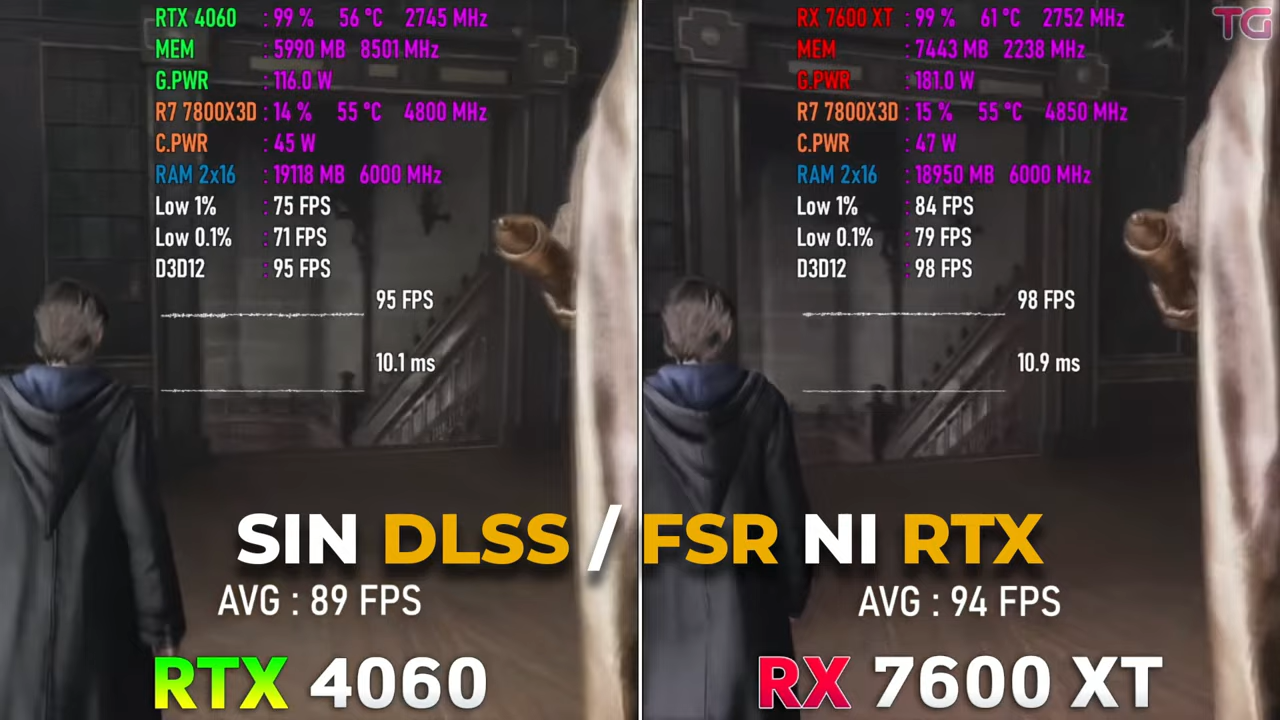 RTX 4060 : 99 % 56 °C 2745 MHz
MEM : 5990 MB 8501 MHz
G.PWR : 116.0 W
R7 7800X3D : 14 % 55 °C 4800 MHz
C.PWR : 45 W
RAM 2x16 : 19118 MB 6000 MHz
Low 1% : 75 FPS
Low 0.1% : 71 FPS
D3D12 : 95 FPS
95 FPS
10.1 ms
RX 7600 XT : 99 % 61 °C 2752 MHz
MEM : 7443 MB 2238 MHz
G.PWR : 181.0 W
R7 7800X3D : 15 % 55 °C 4850 MHz
C.PWR : 47 W
RAM 2x16 : 18950 MB 6000 MHz
Low 1% : 84 FPS
Low 0.1% : 79 FPS
D3D12 : 98 FPS
98 FPS
10.9 ms
TG
SIN DLSS / FSR NI RTX
AVG : 89 FPS
AVG : 94 FPS
RTX 4060
RX 7600 XT